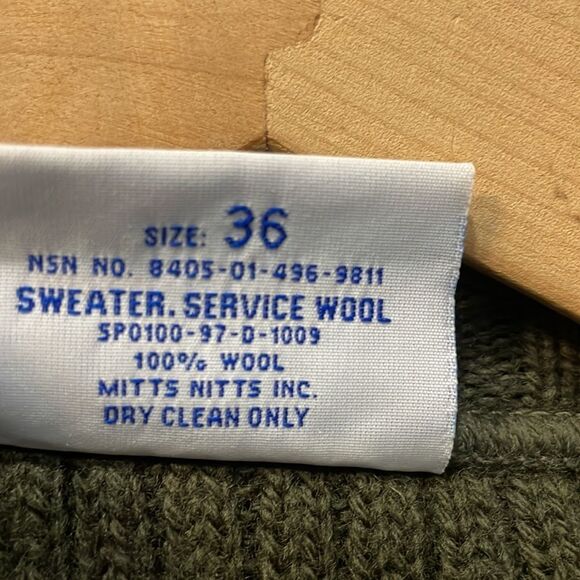 SIZE: 36
NSN NO. 8405-01-496-9811
SWEATER. SERVICE WOOL
SP0100-97-D-1009
100% WOOL
MITTS NITTS INC.
DRY CLEAN ONLY